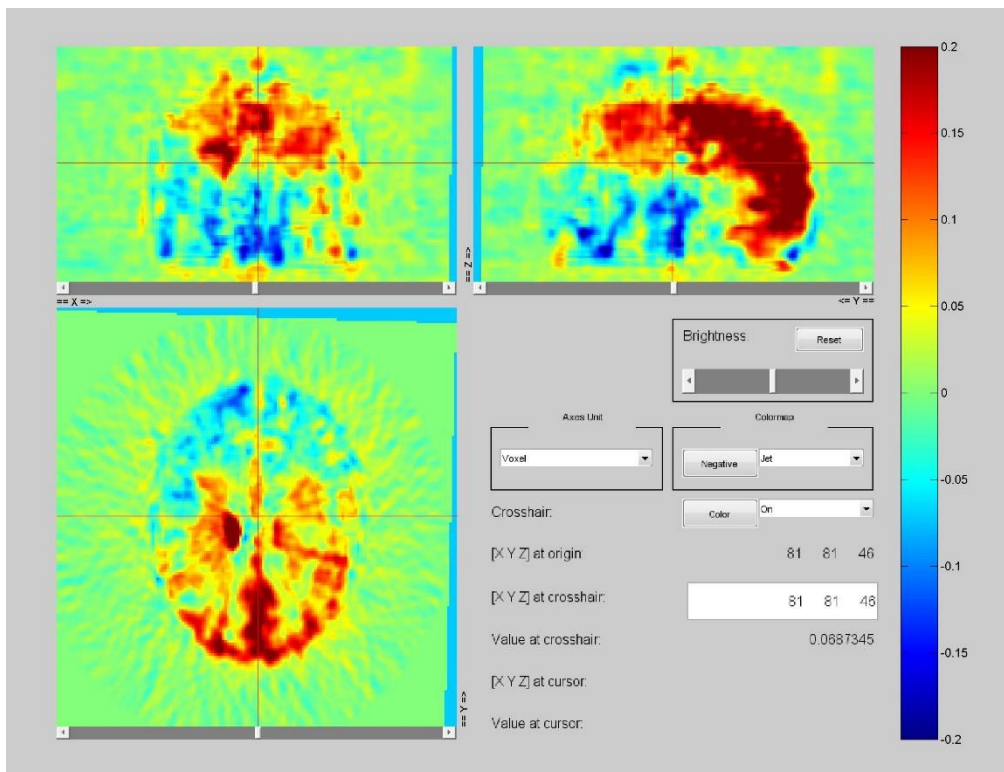 == Z =>
== X =>
<= Y ==
Brightness:
Reset
Axes Unit
Colormap
Voxel
Negative
Jet
Crosshair:
Color
On
[X Y Z] at origin:
81 81 46
[X Y Z] at crosshair:
81 81 46
Value at crosshair:
0.0687345
[X Y Z] at cursor:
Value at cursor:
== Y =>
0.2
0.15
0.1
0.05
0
-0.05
-0.1
-0.15
-0.2